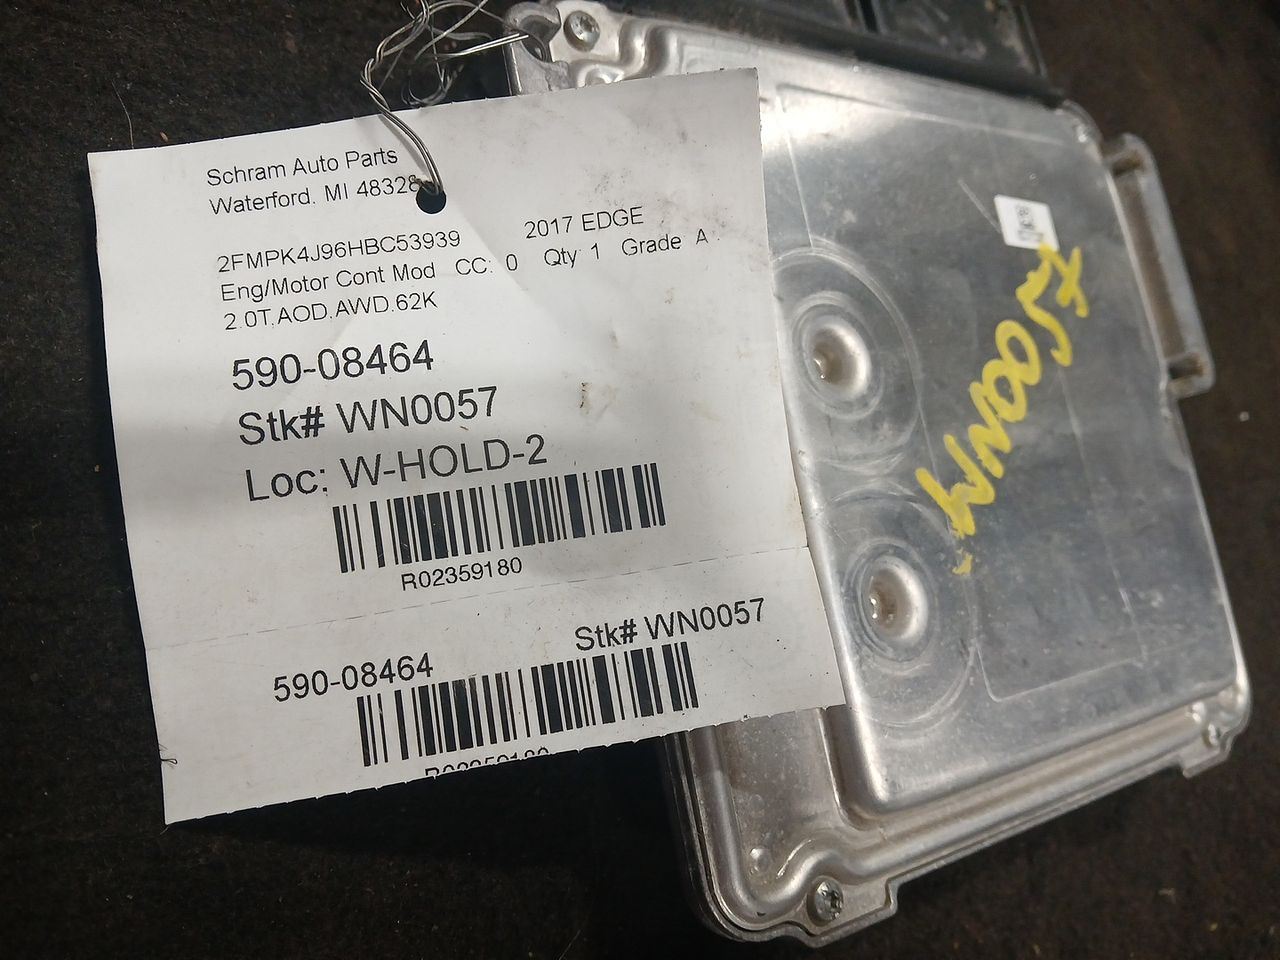 Schram Auto Parts
Waterford. MI 48328
2FMPK4J96HBC53939 2017 EDGE
Eng/Motor Cont Mod CC: 0 Qty 1 Grade A
2.0T,AOD,AWD,62K
590-08464
Stk# WN0057
Loc: W-HOLD-2
R02359180
590-08464 Stk# WN0057
R02359180
WN0057